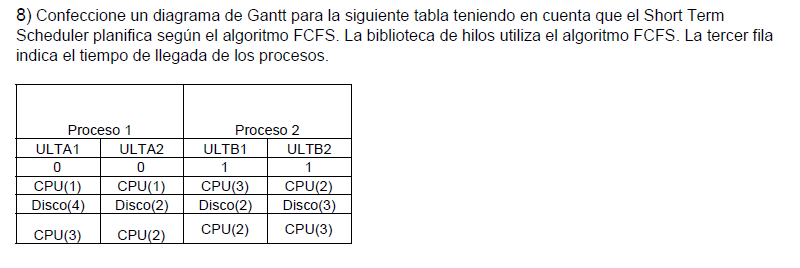 8) Confeccione un diagrama de Gantt para la siguiente tabla teniendo en cuenta que el Short Term
Scheduler planifica según el algoritmo FCFS. La biblioteca de hilos utiliza el algoritmo FCFS. La tercer fila
indica el tiempo de llegada de los procesos.
Proceso 1 Proceso 2
ULTA1 ULTA2 ULTB1 ULTB2
0 0 1 1
CPU(1) CPU(1) CPU(3) CPU(2)
Disco(4) Disco(2) Disco(2) Disco(3)
CPU(3) CPU(2) CPU(2) CPU(3)